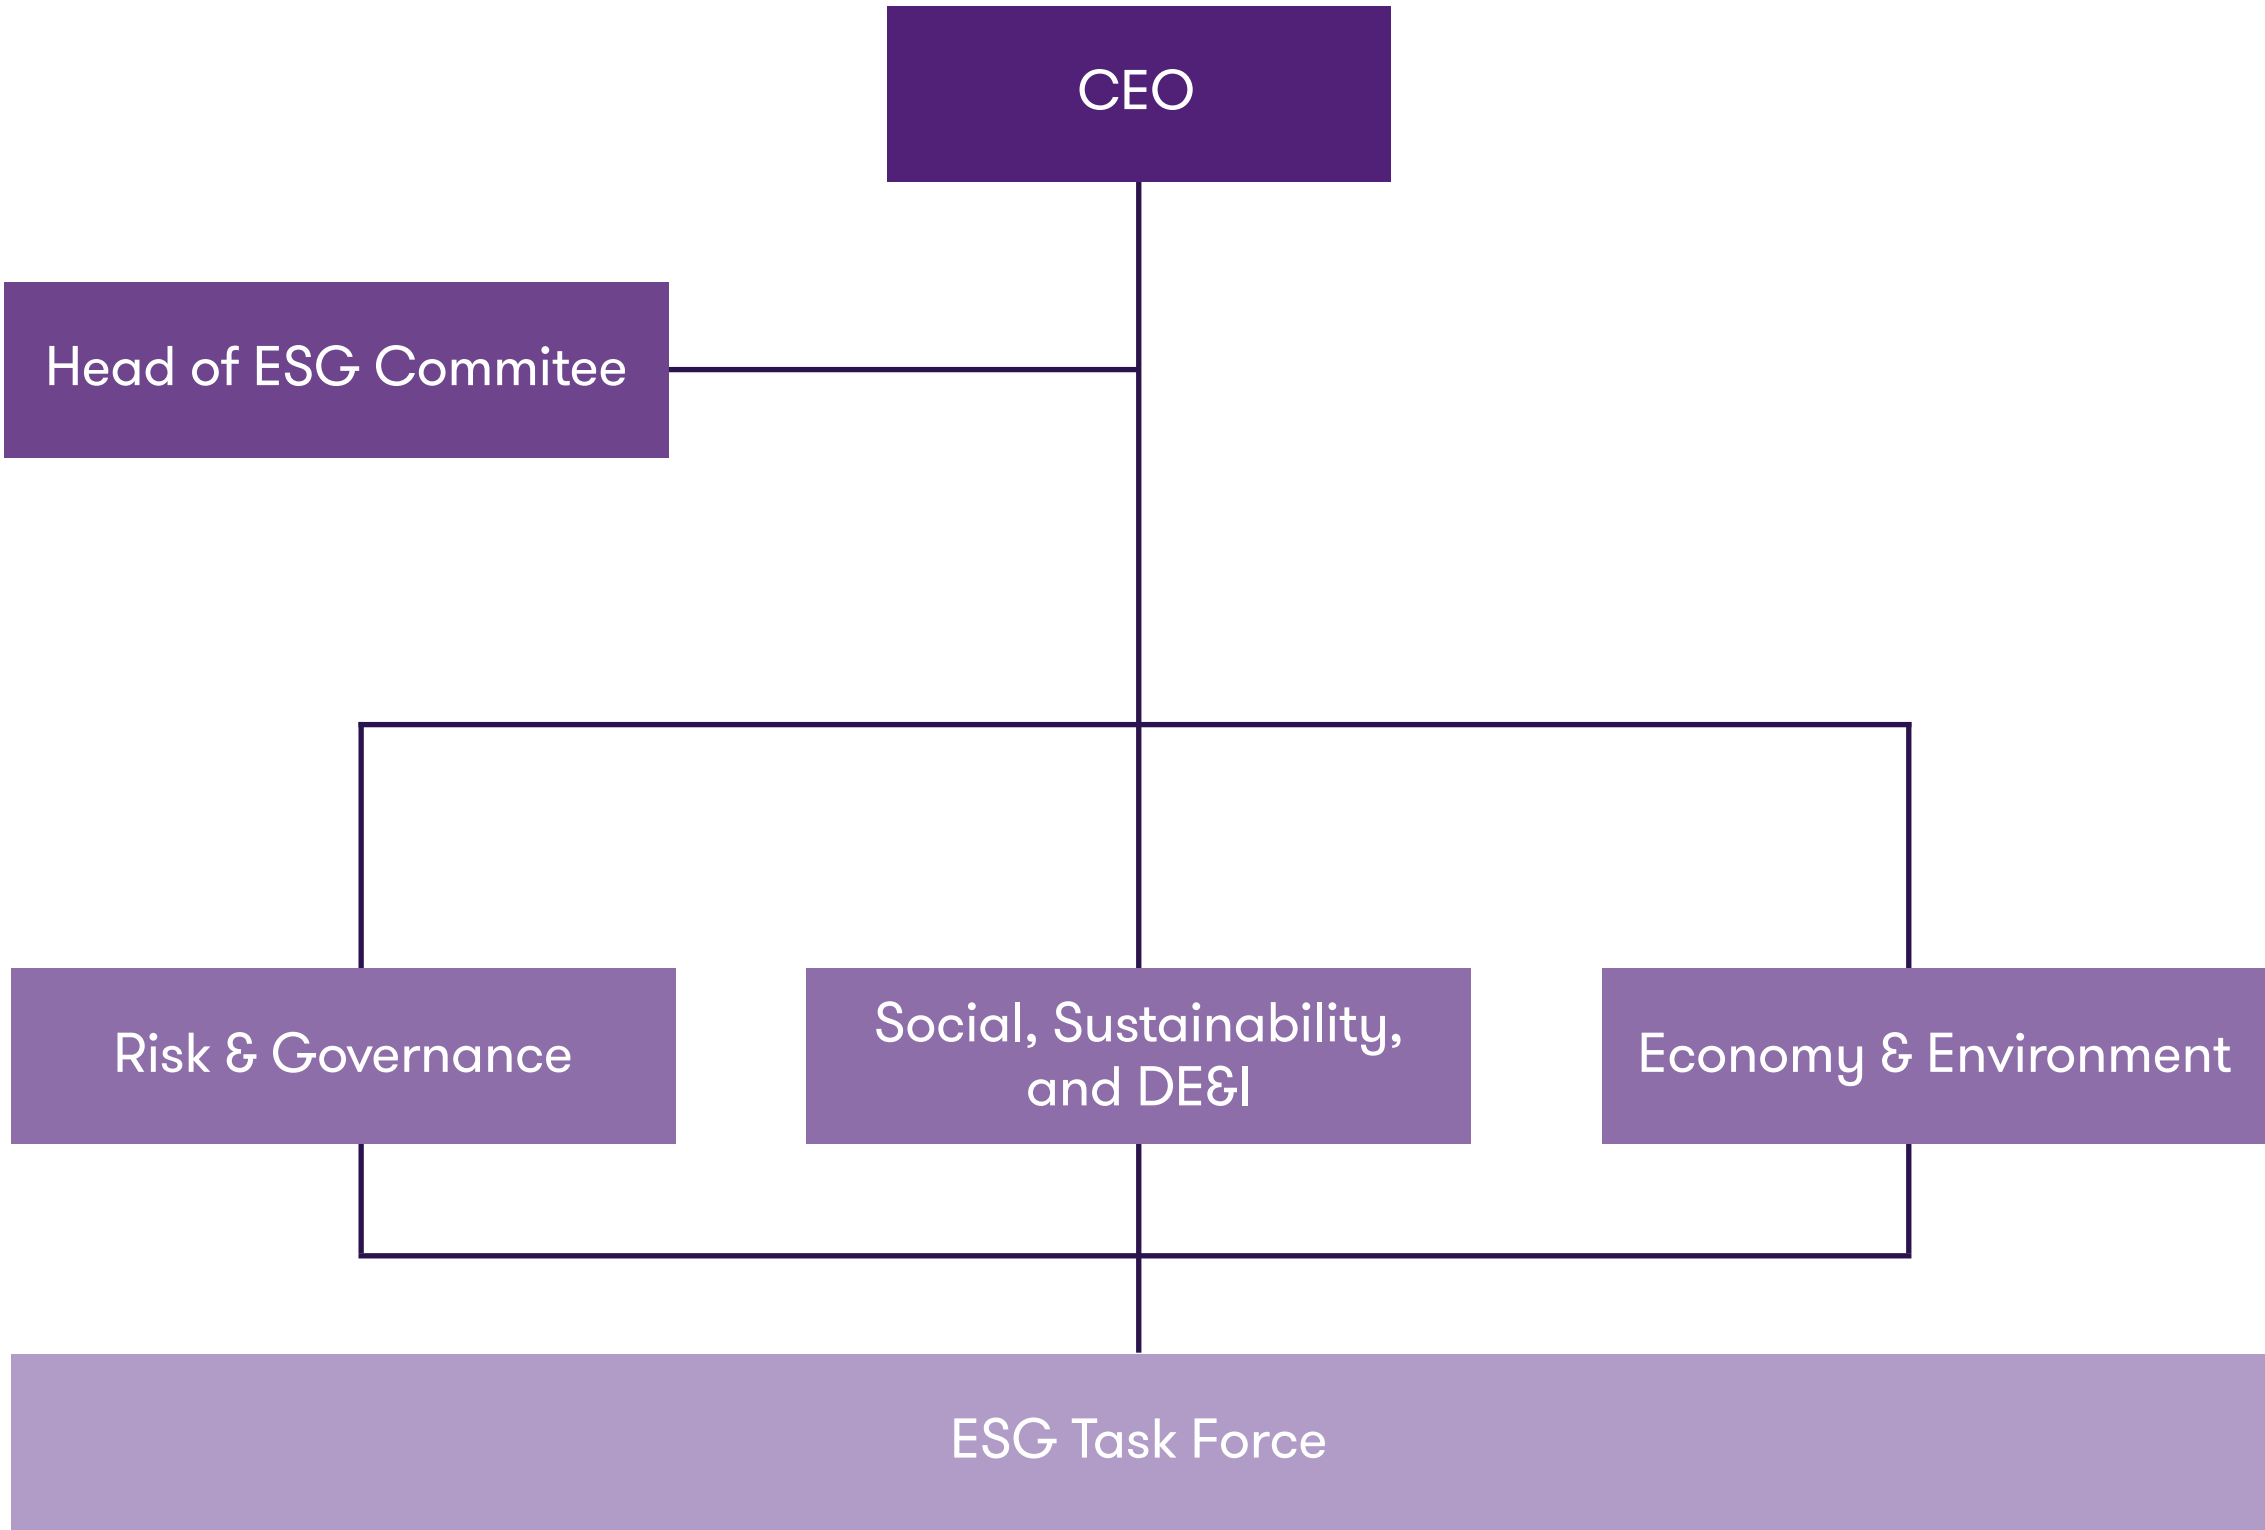 CEO
Head of ESG Commitee
Risk & Governance
Social, Sustainability,
and DE&I
Economy & Environment
ESG Task Force